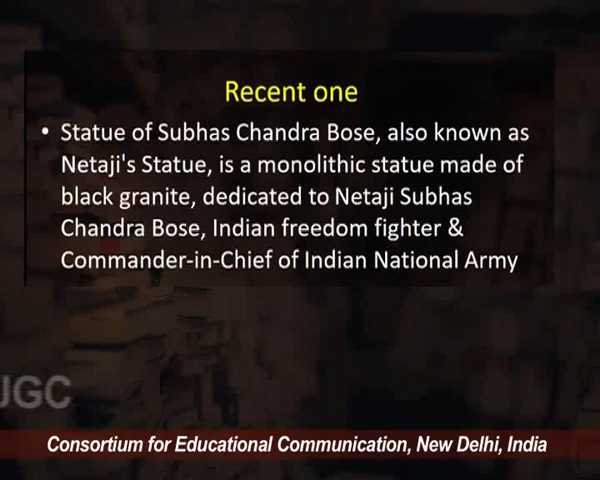 Recent one
• Statue of Subhas Chandra Bose, also known as
Netaji's Statue, is a monolithic statue made of
black granite, dedicated to Netaji Subhas
Chandra Bose, Indian freedom fighter &
Commander-in-Chief of Indian National Army
UGC
Consortium for Educational Communication, New Delhi, India